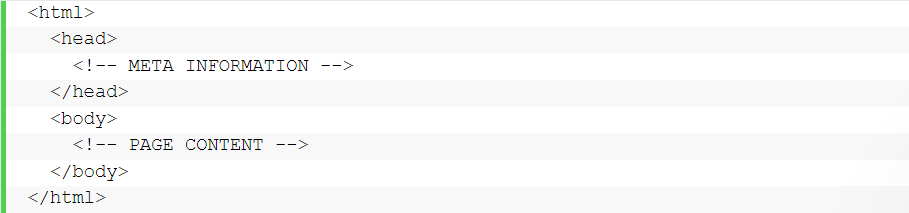 <html>
<head>
<!-- META INFORMATION -->
</head>
<body>
<!-- PAGE CONTENT -->
</body>
</html>